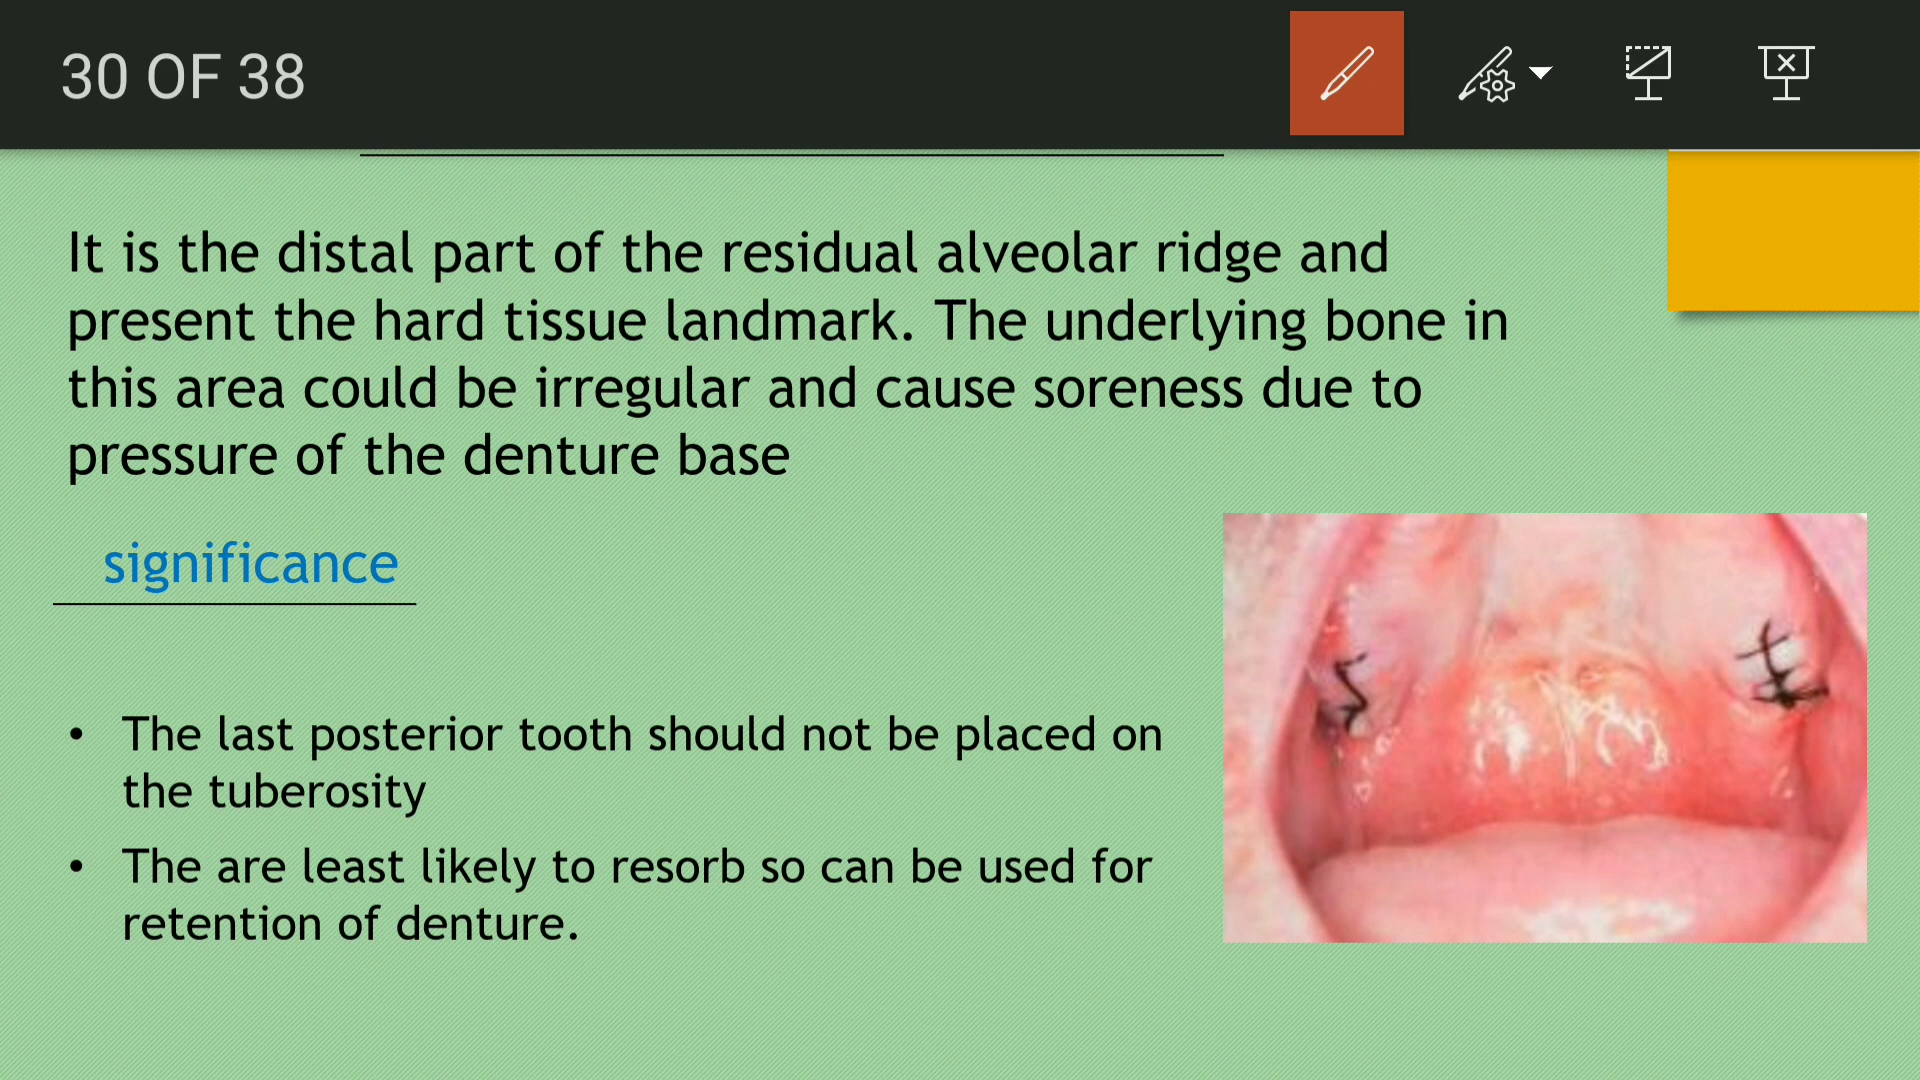 30 OF 38
It is the distal part of the residual alveolar ridge and
present the hard tissue landmark. The underlying bone in
this area could be irregular and cause soreness due to
pressure of the denture base
significance
• The last posterior tooth should not be placed on
the tuberosity
• The are least likely to resorb so can be used for
retention of denture.